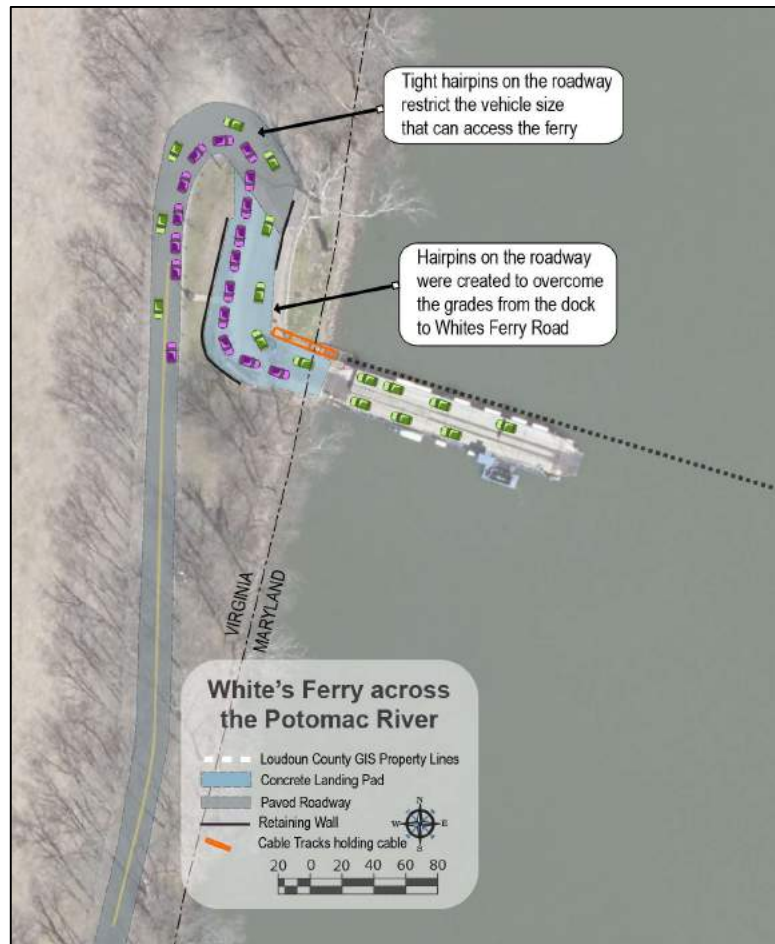 Tight hairpins on the roadway
restrict the vehicle size
that can access the ferry
Hairpins on the roadway
were created to overcome
the grades from the dock
to Whites Ferry Road
VIRGINIA
MARYLAND
White's Ferry across
the Potomac River
Loudoun County GIS Property Lines
Concrete Landing Pad
Paved Roadway
Retaining Wall
Cable Tracks holding cable
N
W E
S
20 0 20 40 60 80